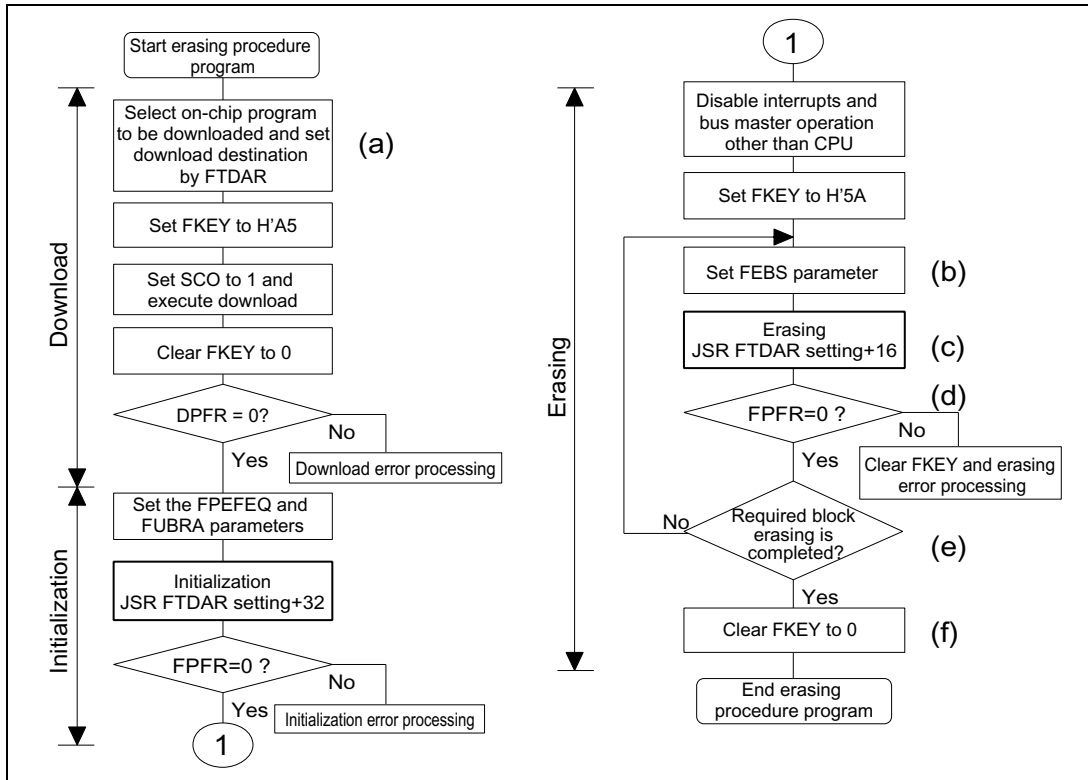 Start erasing procedure
program
Select on-chip program
to be downloaded and set
download destination
by FTDAR
(a)
Set FKEY to H'A5
Set SCO to 1 and
execute download
Clear FKEY to 0
DPFR = 0?
No
Yes
Download error processing
Download
Set the FPEFEQ and
FUBRA parameters
Initialization
JSR FTDAR setting+32
FPFR=0 ?
No
Yes
Initialization error processing
Initialization
1
1
Disable interrupts and
bus master operation
other than CPU
Set FKEY to H'5A
Set FEBS parameter
(b)
Erasing
JSR FTDAR setting+16
(c)
(d)
FPFR=0 ?
No
Yes
Clear FKEY and erasing
error processing
Erasing
No
Required block
erasing is
completed?
(e)
Yes
Clear FKEY to 0
(f)
End erasing
procedure program